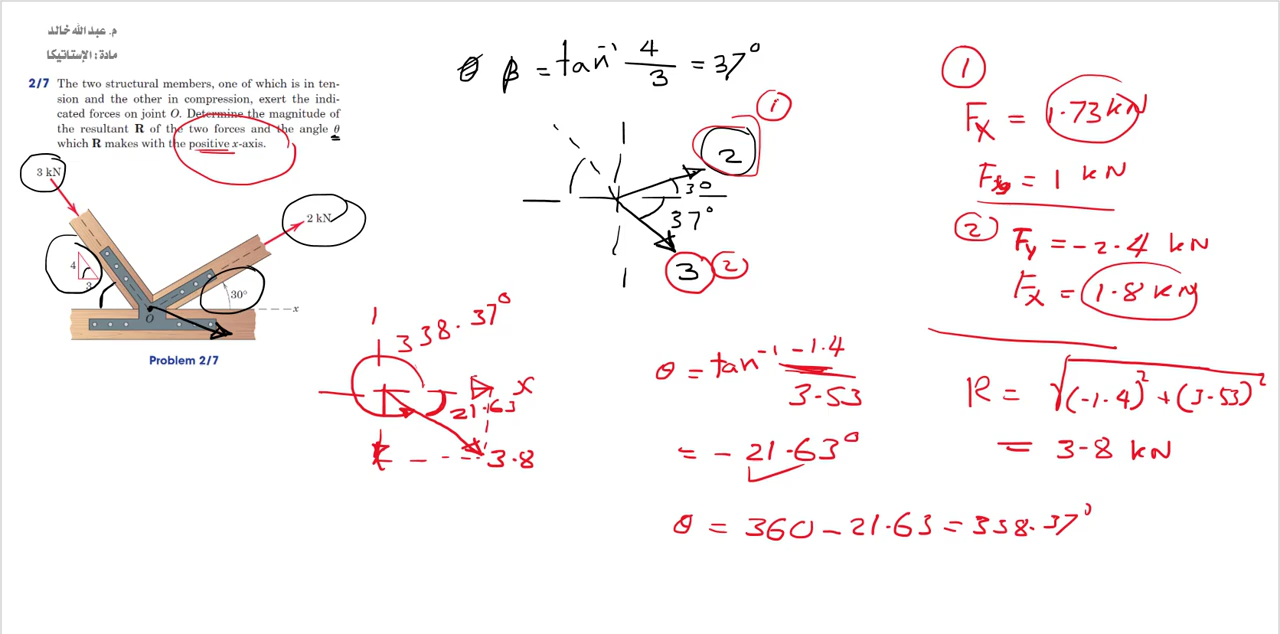 م. عبدالله خالد
مادة : الإستاتيكا
2/7 The two structural members, one of which is in ten-
sion and the other in compression, exert the indi-
cated forces on joint O. Determine the magnitude of
the resultant R of the two forces and the angle θ
which R makes with the positive x-axis.
3 kN
2 kN
4
3
30°
x
O
Problem 2/7
θ β = tan⁻¹ 4/3 = 37°
①
2
30
37°
3
②
338.37°
x
21.63
3.8
θ = tan⁻¹ -1.4/3.53
= - 21.63°
θ = 360 - 21.63 = 338.37°
①
Fx = 1.73 kN
Fy = 1 kN
②
Fy = -2.4 kN
Fx = 1.8 kN
R = √(-1.4)² + (3.53)²
= 3.8 kN